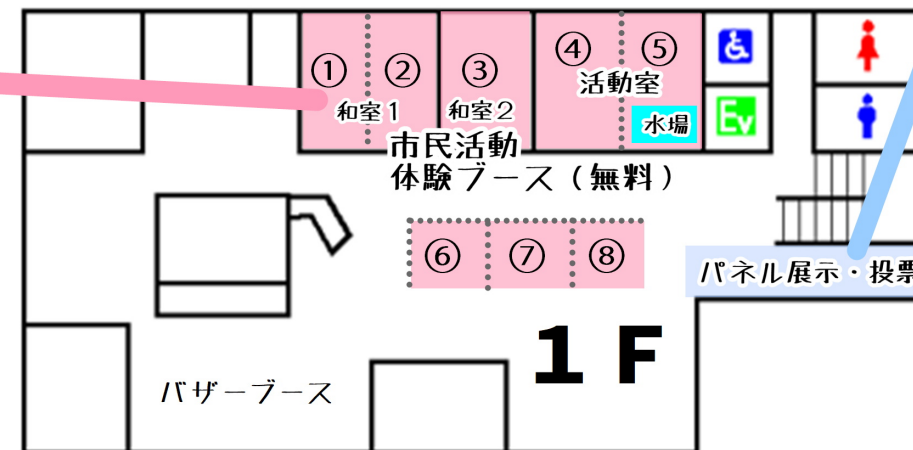 ① ② ③ ④ ⑤
活動室
和室1 和室2 水場
Ev
市民活動
体験ブース（無料）
⑥ ⑦ ⑧
パネル展示・投票
1F
バザーブース